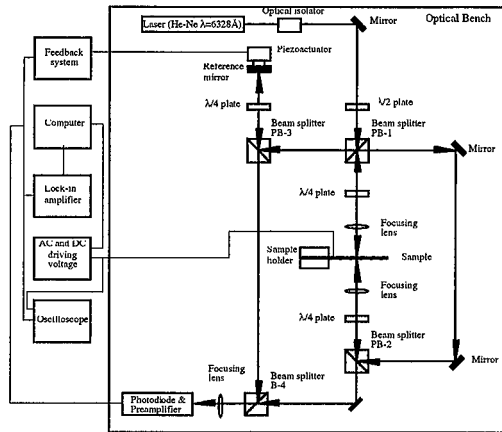 Optical isolator
Laser (He-Ne λ=6328Å)
Mirror
Optical Bench
Feedback
system
Piezoactuator
Reference
mirror
λ/4 plate
λ/2 plate
Computer
Beam splitter
PB-3
Beam splitter
PB-1
Mirror
λ/4 plate
Lock-in
amplifier
Focusing
lens
AC and DC
driving
voltage
Sample
holder
Sample
Focusing
lens
λ/4 plate
Oscilloscope
Beam splitter
PB-2
Mirror
Focusing
lens
Beam splitter
B-4
Photodiode &
Preamplifier